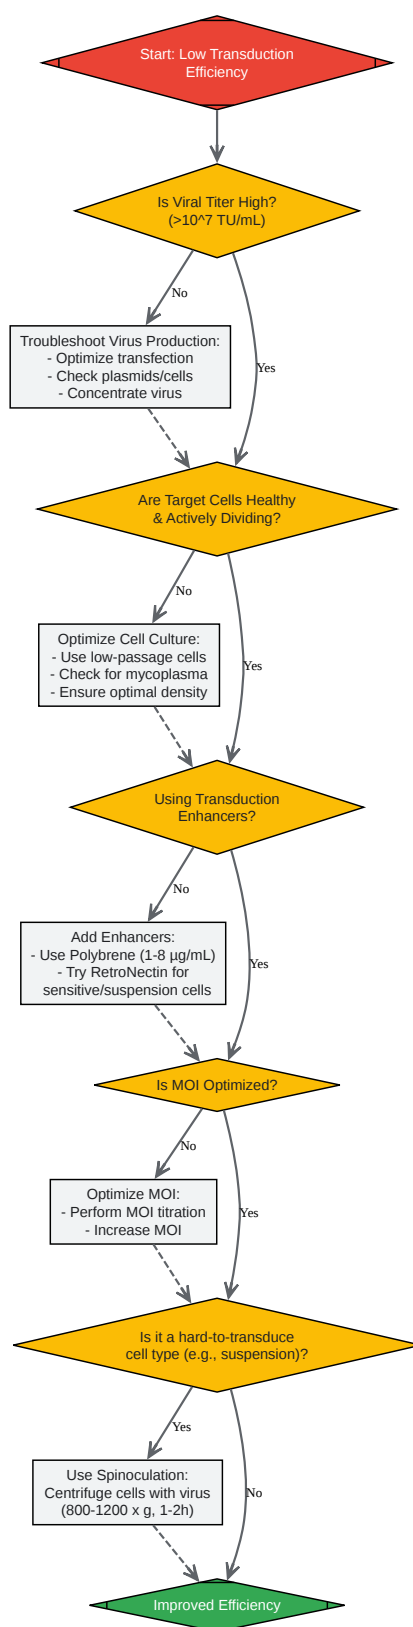 Start: Low Transduction
Efficiency
Is Viral Titer High?
(>10^7 TU/mL)
No
Yes
Troubleshoot Virus Production:
- Optimize transfection
- Check plasmids/cells
- Concentrate virus
Are Target Cells Healthy
& Actively Dividing?
No
Yes
Optimize Cell Culture:
- Use low-passage cells
- Check for mycoplasma
- Ensure optimal density
Using Transduction
Enhancers?
No
Yes
Add Enhancers:
- Use Polybrene (1-8 µg/mL)
- Try RetroNectin for
sensitive/suspension cells
Is MOI Optimized?
No
Yes
Optimize MOI:
- Perform MOI titration
- Increase MOI
Is it a hard-to-transduce
cell type (e.g., suspension)?
Yes
No
Use Spinoculation:
Centrifuge cells with virus
(800-1200 x g, 1-2h)
Improved Efficiency